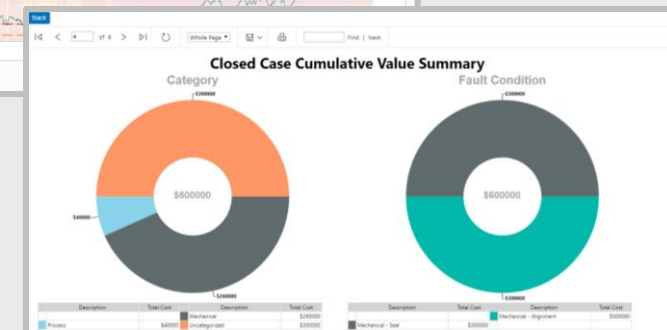 Back
4 of 6 Whole Page Find | Next
Closed Case Cumulative Value Summary
Category
$300000
$600000
$40000
$260000
Fault Condition
$300000
$600000
$300000
Description Total Cost Description Total Cost
Mechanical $260000
Process $40000 Uncategorized $300000
Description Total Cost Description Total Cost
Mechanical - Alignment $300000
Mechanical - Seal $300000